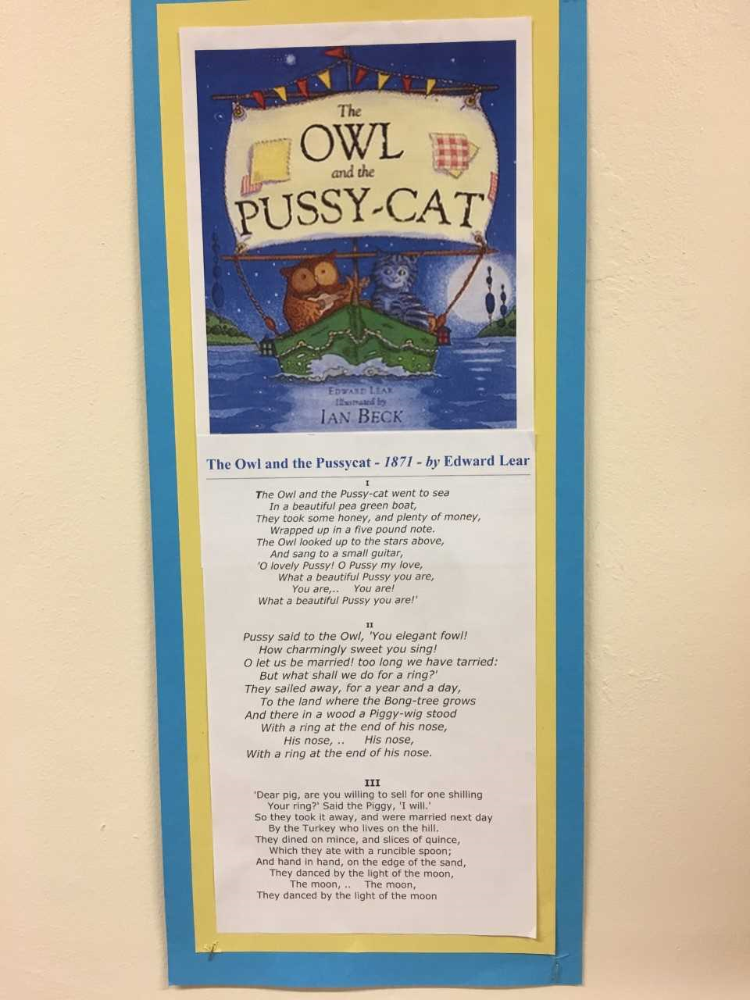 The
OWL
and the
PUSSY-CAT
EDWARD LEAR
Illustrated by
IAN BECK
The Owl and the Pussycat - 1871 - by Edward Lear
I
The Owl and the Pussy-cat went to sea
In a beautiful pea green boat,
They took some honey, and plenty of money,
Wrapped up in a five pound note.
The Owl looked up to the stars above,
And sang to a small guitar,
'O lovely Pussy! O Pussy my love,
What a beautiful Pussy you are,
You are,.. You are!
What a beautiful Pussy you are!'
II
Pussy said to the Owl, 'You elegant fowl!
How charmingly sweet you sing!
O let us be married! too long we have tarried:
But what shall we do for a ring?'
They sailed away, for a year and a day,
To the land where the Bong-tree grows
And there in a wood a Piggy-wig stood
With a ring at the end of his nose,
His nose, .. His nose,
With a ring at the end of his nose.
III
'Dear pig, are you willing to sell for one shilling
Your ring?' Said the Piggy, 'I will.'
So they took it away, and were married next day
By the Turkey who lives on the hill.
They dined on mince, and slices of quince,
Which they ate with a runcible spoon;
And hand in hand, on the edge of the sand,
They danced by the light of the moon,
The moon, .. The moon,
They danced by the light of the moon